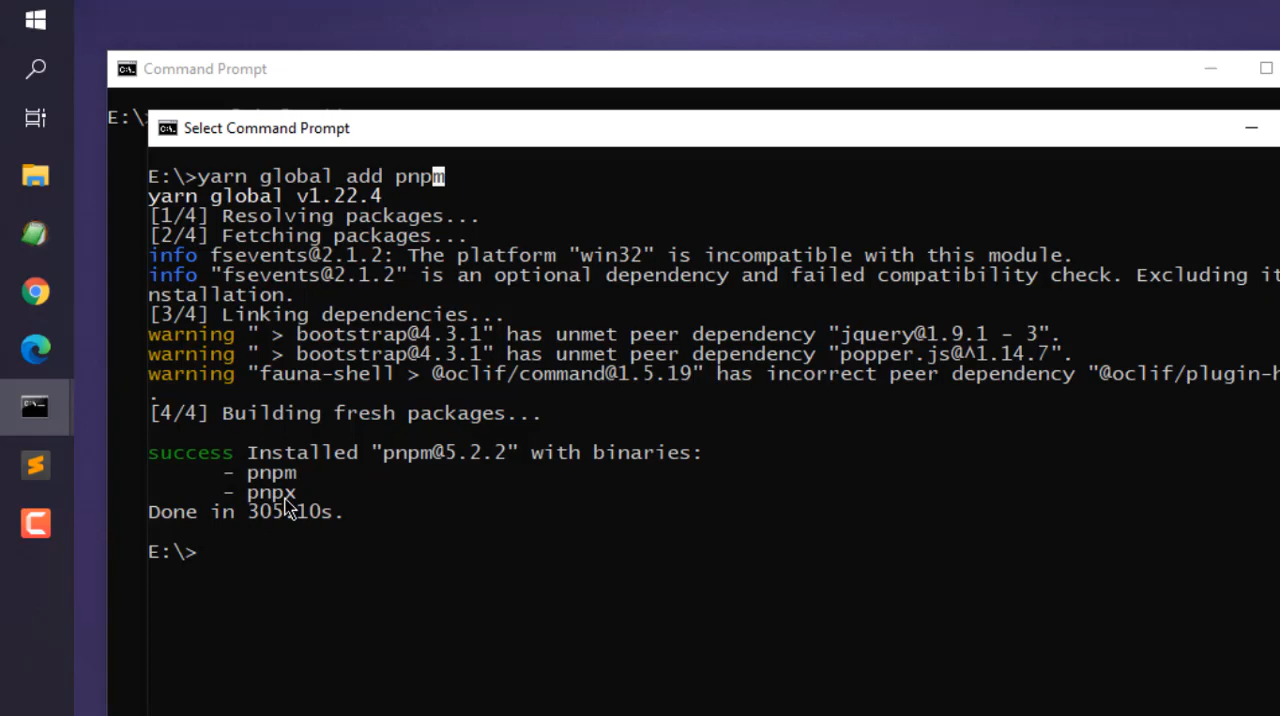 Command Prompt
E:\
Select Command Prompt
E:\>yarn global add pnpm
yarn global v1.22.4
[1/4] Resolving packages...
[2/4] Fetching packages...
info fsevents@2.1.2: The platform "win32" is incompatible with this module.
info "fsevents@2.1.2" is an optional dependency and failed compatibility check. Excluding it
nstallation.
[3/4] Linking dependencies...
warning " > bootstrap@4.3.1" has unmet peer dependency "jquery@1.9.1 - 3".
warning " > bootstrap@4.3.1" has unmet peer dependency "popper.js@^1.14.7".
warning "fauna-shell > @oclif/command@1.5.19" has incorrect peer dependency "@oclif/plugin-h
.
[4/4] Building fresh packages...
success Installed "pnpm@5.2.2" with binaries:
- pnpm
- pnpx
Done in 305.10s.
E:\>